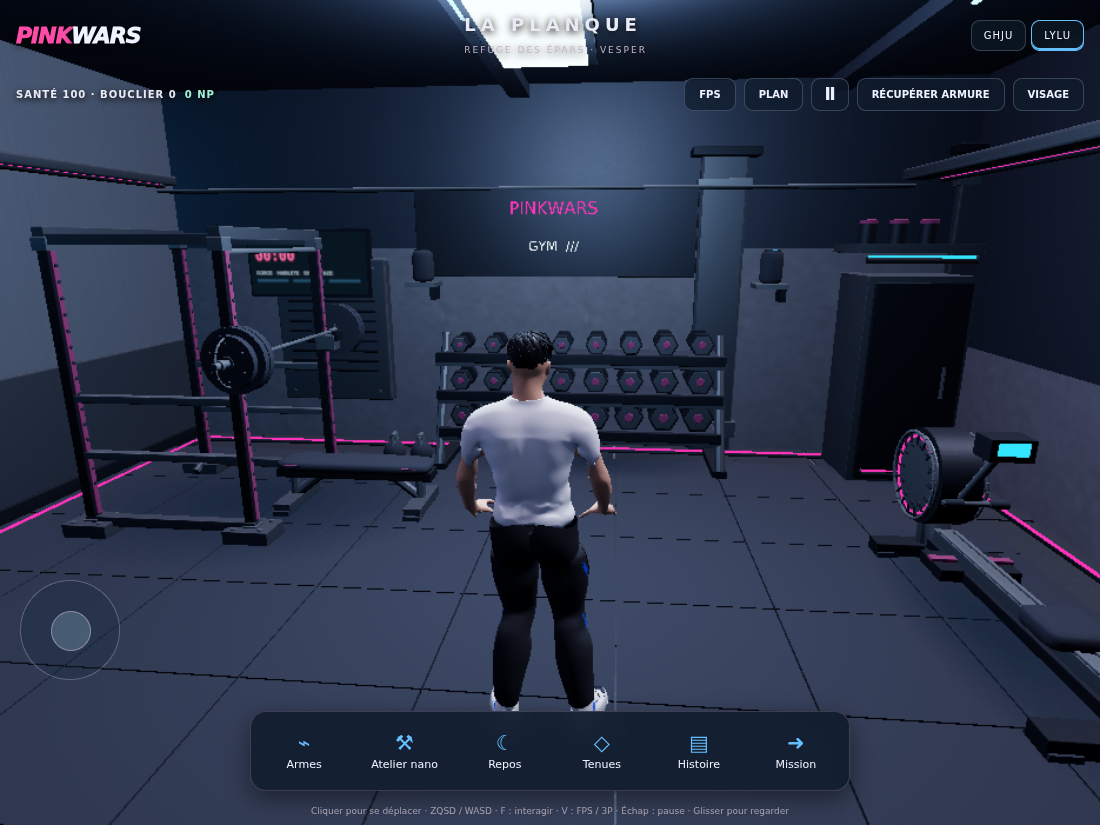 PINKWARS
LA PLANQUE
REFUGE DES ÉPARS · VESPER
GHJU
LYLU
SANTÉ 100 · BOUCLIER 0 0 NP
FPS
PLAN
RÉCUPÉRER ARMURE
VISAGE
PINKWARS
GYM ///
Armes
Atelier nano
Repos
Tenues
Histoire
Mission
Cliquer pour se déplacer · ZQSD / WASD · F : interagir · V : FPS / 3P · Échap : pause · Glisser pour regarder